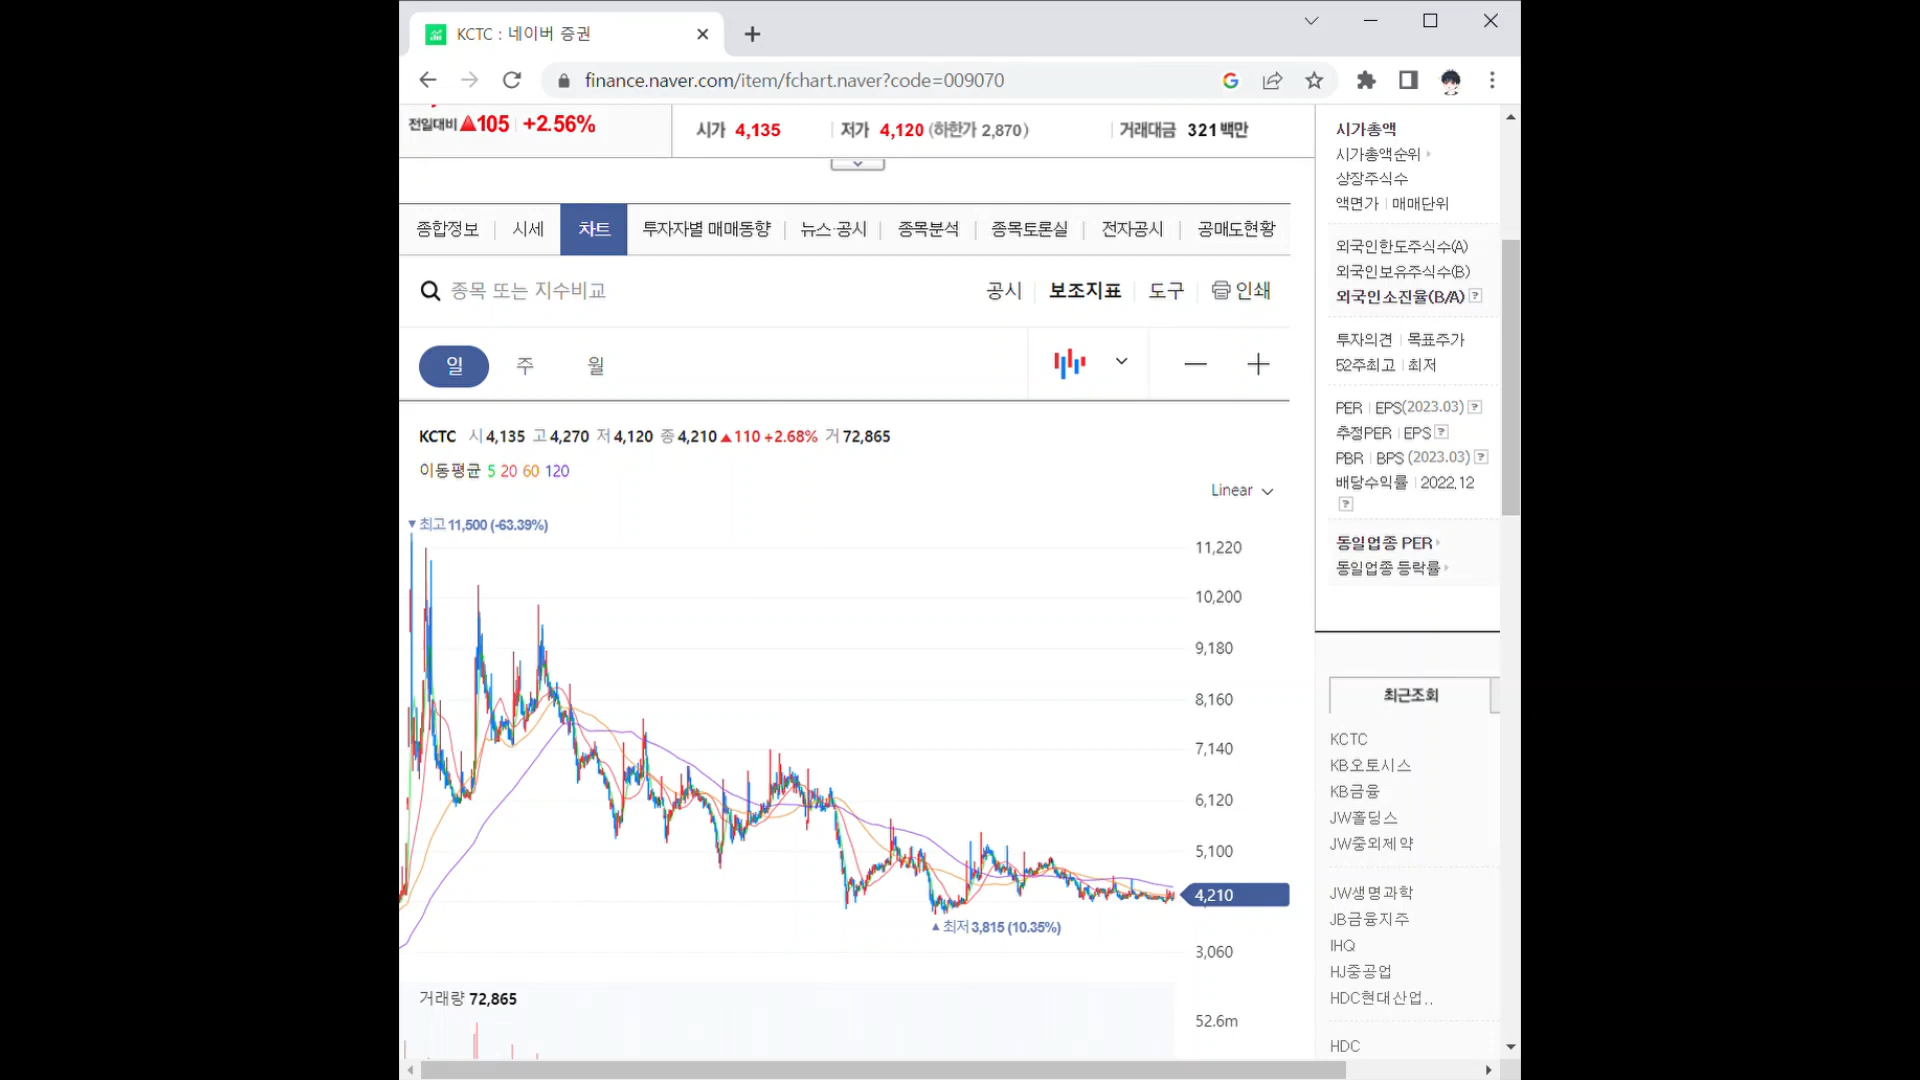 KCTC : 네이버 증권
finance.naver.com/item/fchart.naver?code=009070
전일대비 ▲105 +2.56%
시가 4,135
저가 4,120 (하한가 2,870)
거래대금 321 백만
종합정보 시세 차트 투자자별 매매동향 뉴스·공시 종목분석 종목토론실 전자공시 공매도현황
종목 또는 지수비교
공시 보조지표 도구 인쇄
일 주 월
KCTC 시 4,135 고 4,270 저 4,120 종 4,210 ▲110 +2.68% 거 72,865
이동평균 5 20 60 120
Linear
▼최고 11,500 (-63.39%)
11,220
10,200
9,180
8,160
7,140
6,120
5,100
4,210
▲최저 3,815 (10.35%)
3,060
거래량 72,865
52.6m
시가총액
시가총액순위
상장주식수
액면가 매매단위
외국인한도주식수(A)
외국인보유주식수(B)
외국인소진율(B/A) ?
투자의견 목표주가
52주최고 최저
PER EPS(2023.03) ?
추정PER EPS ?
PBR BPS (2023.03) ?
배당수익률 2022.12
?
동일업종 PER
동일업종 등락률
최근조회
KCTC
KB오토시스
KB금융
JW홀딩스
JW중외제약
JW생명과학
JB금융지주
IHQ
HJ중공업
HDC현대산업..
HDC